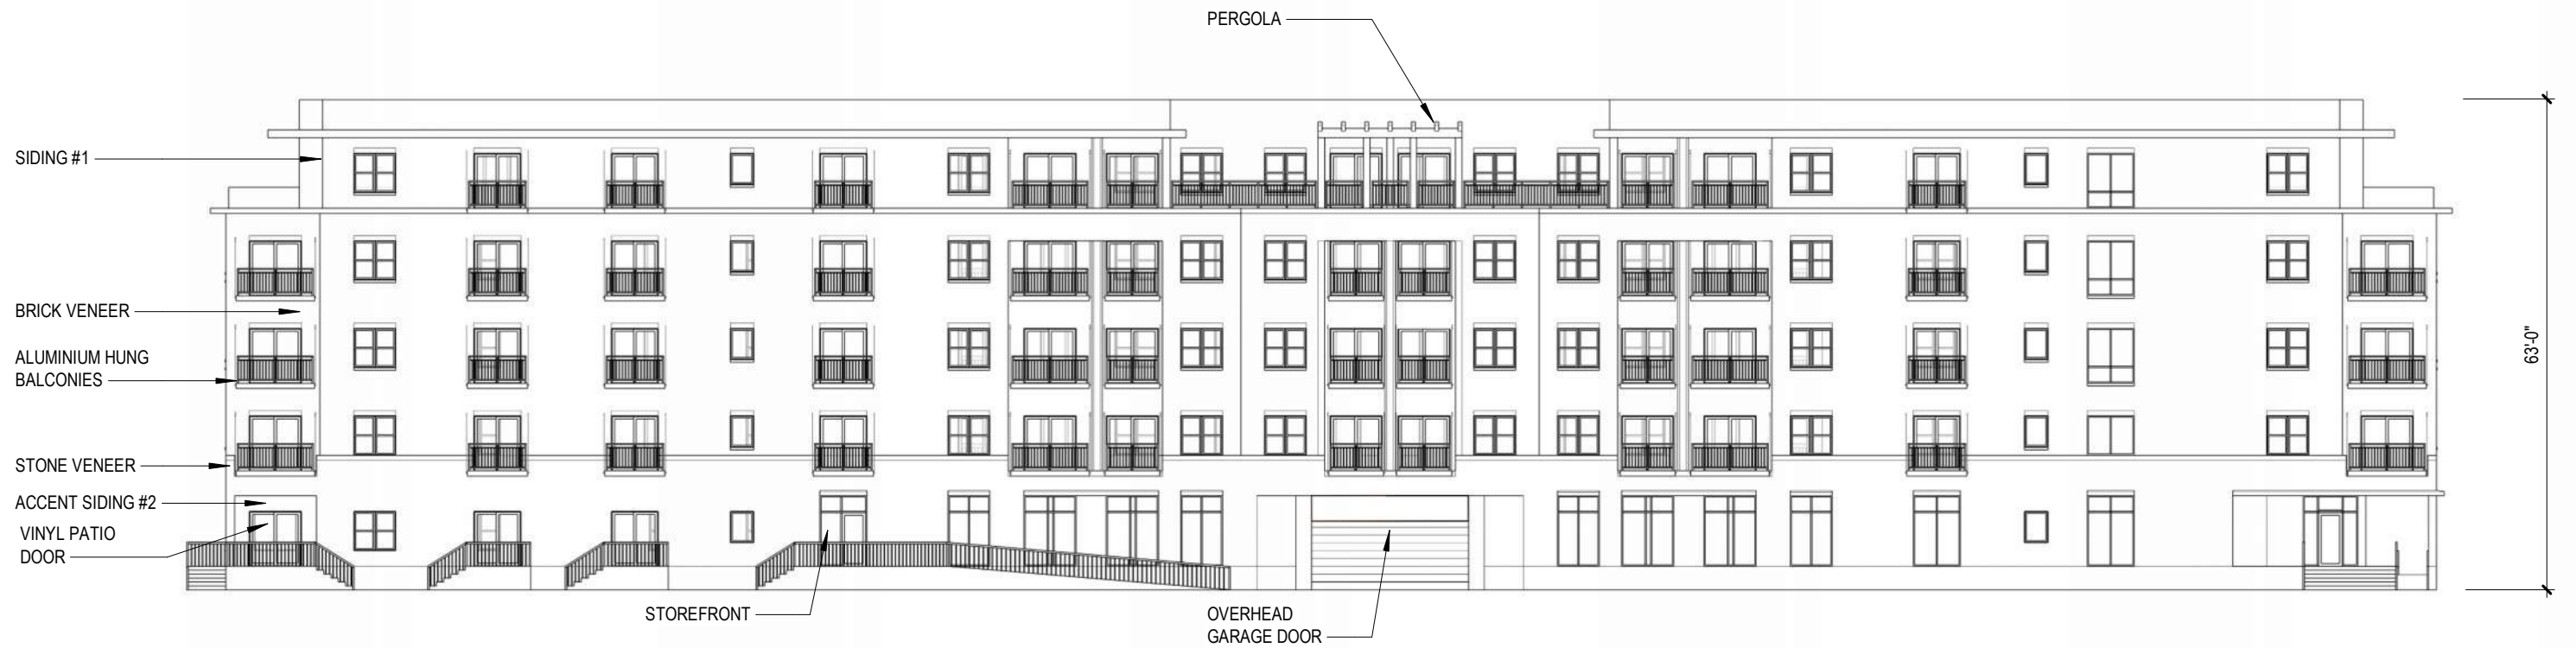 PERGOLA
SIDING #1
BRICK VENEER
ALUMINIUM HUNG
BALCONIES
STONE VENEER
ACCENT SIDING #2
VINYL PATIO
DOOR
STOREFRONT
OVERHEAD
GARAGE DOOR
63'-0"